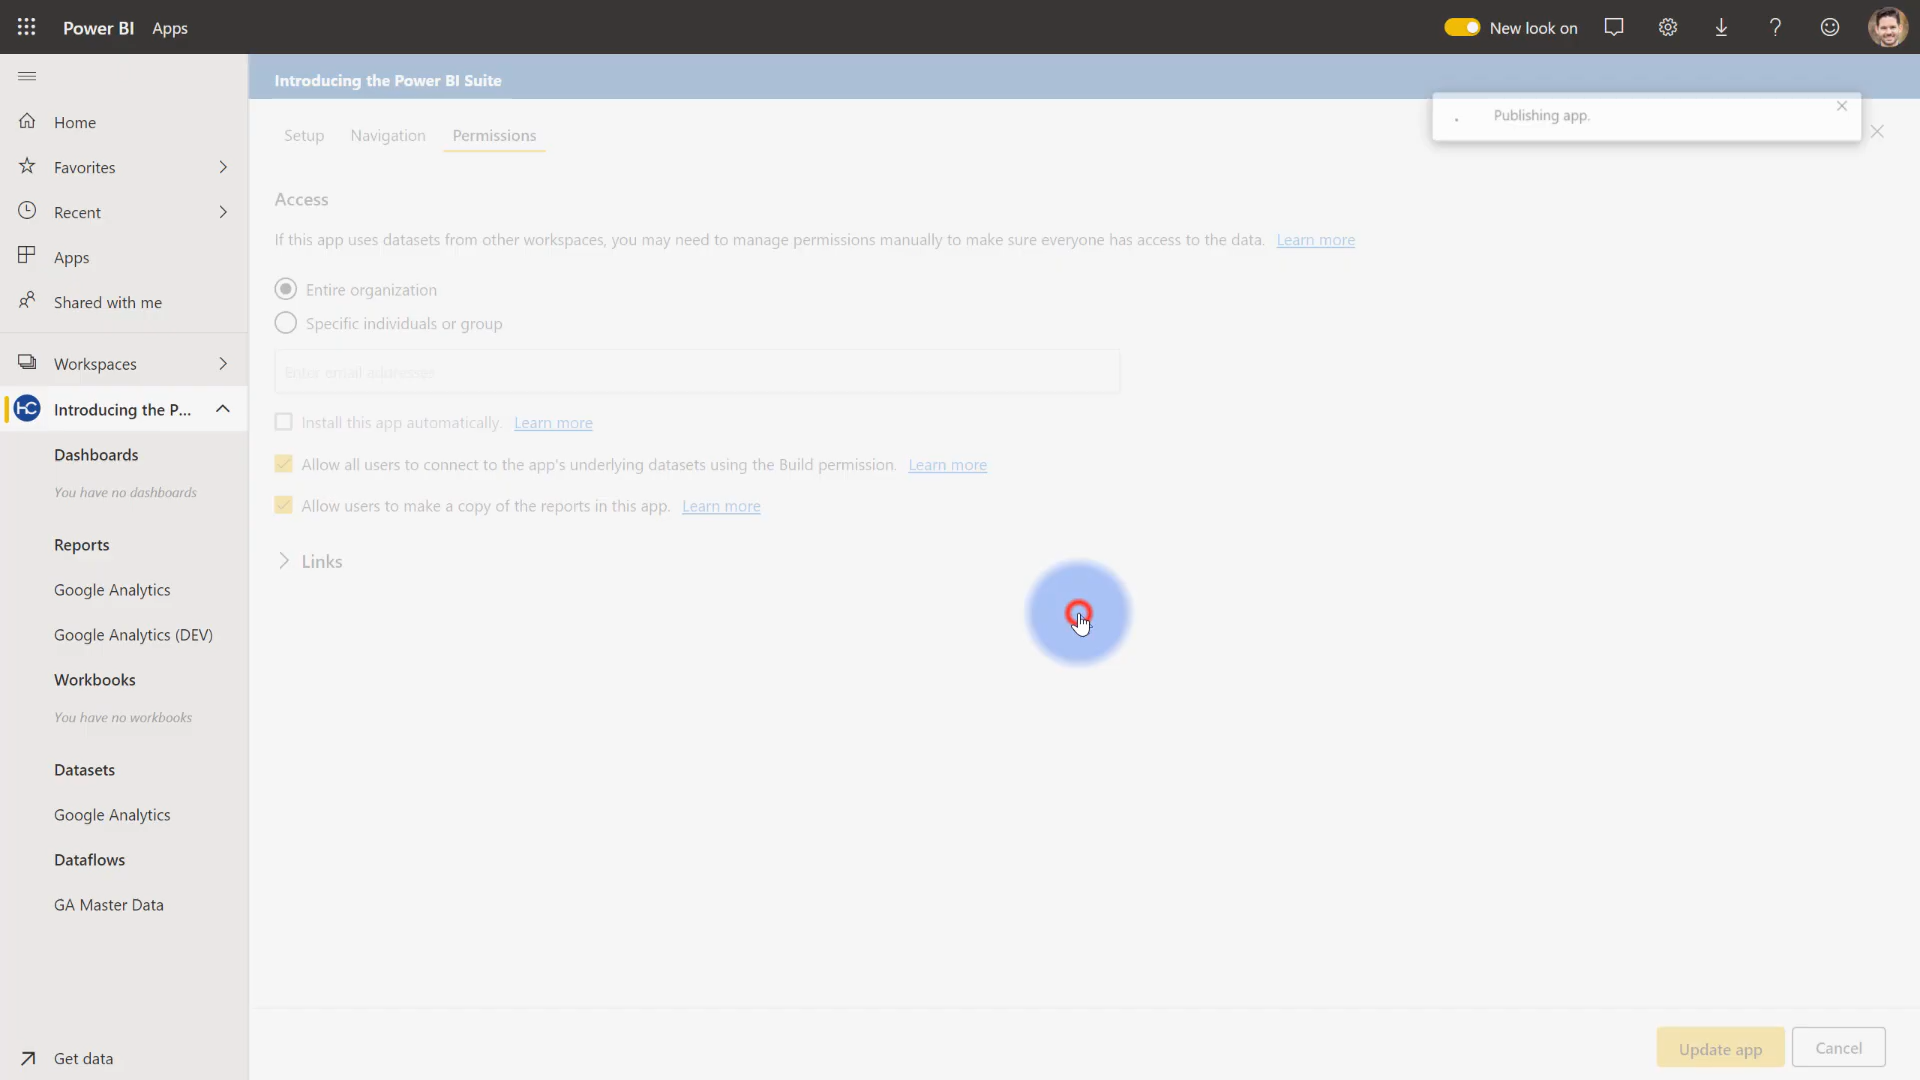 Power BI Apps
New look on
Introducing the Power BI Suite
Publishing app.
Home
Favorites
Recent
Apps
Shared with me
Workspaces
HC Introducing the P...
Dashboards
You have no dashboards
Reports
Google Analytics
Google Analytics (DEV)
Workbooks
You have no workbooks
Datasets
Google Analytics
Dataflows
GA Master Data
Get data
Setup Navigation Permissions
Access
If this app uses datasets from other workspaces, you may need to manage permissions manually to make sure everyone has access to the data. Learn more
Entire organization
Specific individuals or group
Enter email addresses
Install this app automatically. Learn more
Allow all users to connect to the app's underlying datasets using the Build permission. Learn more
Allow users to make a copy of the reports in this app. Learn more
Links
Update app Cancel